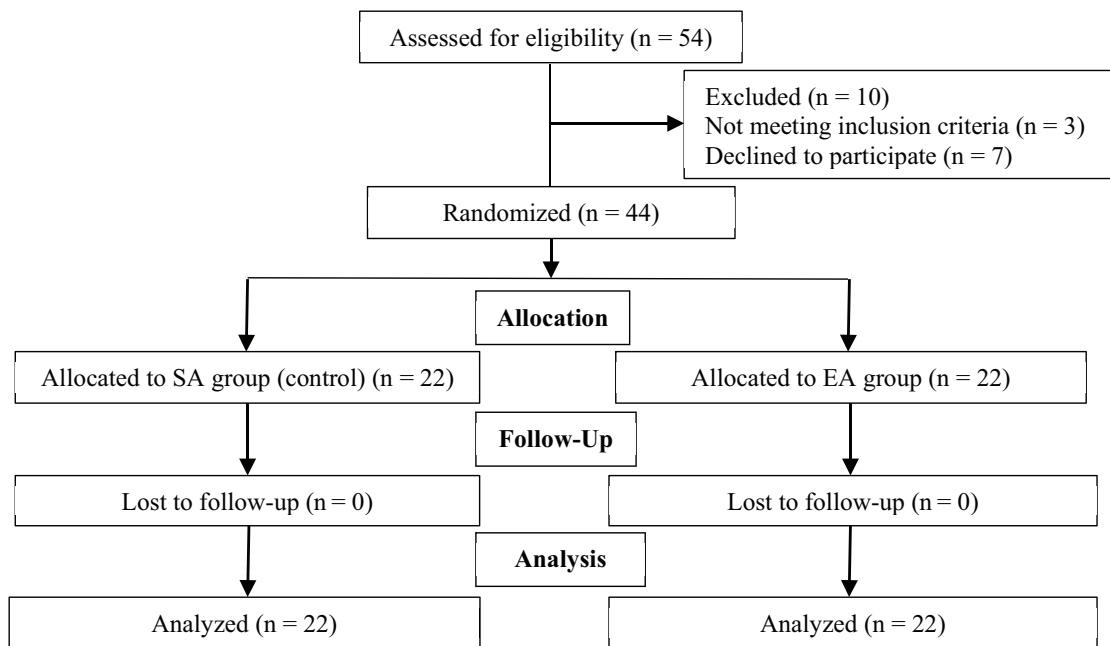 Assessed for eligibility (n = 54)
Excluded (n = 10)
Not meeting inclusion criteria (n = 3)
Declined to participate (n = 7)
Randomized (n = 44)
Allocation
Allocated to SA group (control) (n = 22)
Allocated to EA group (n = 22)
Follow-Up
Lost to follow-up (n = 0)
Lost to follow-up (n = 0)
Analysis
Analyzed (n = 22)
Analyzed (n = 22)